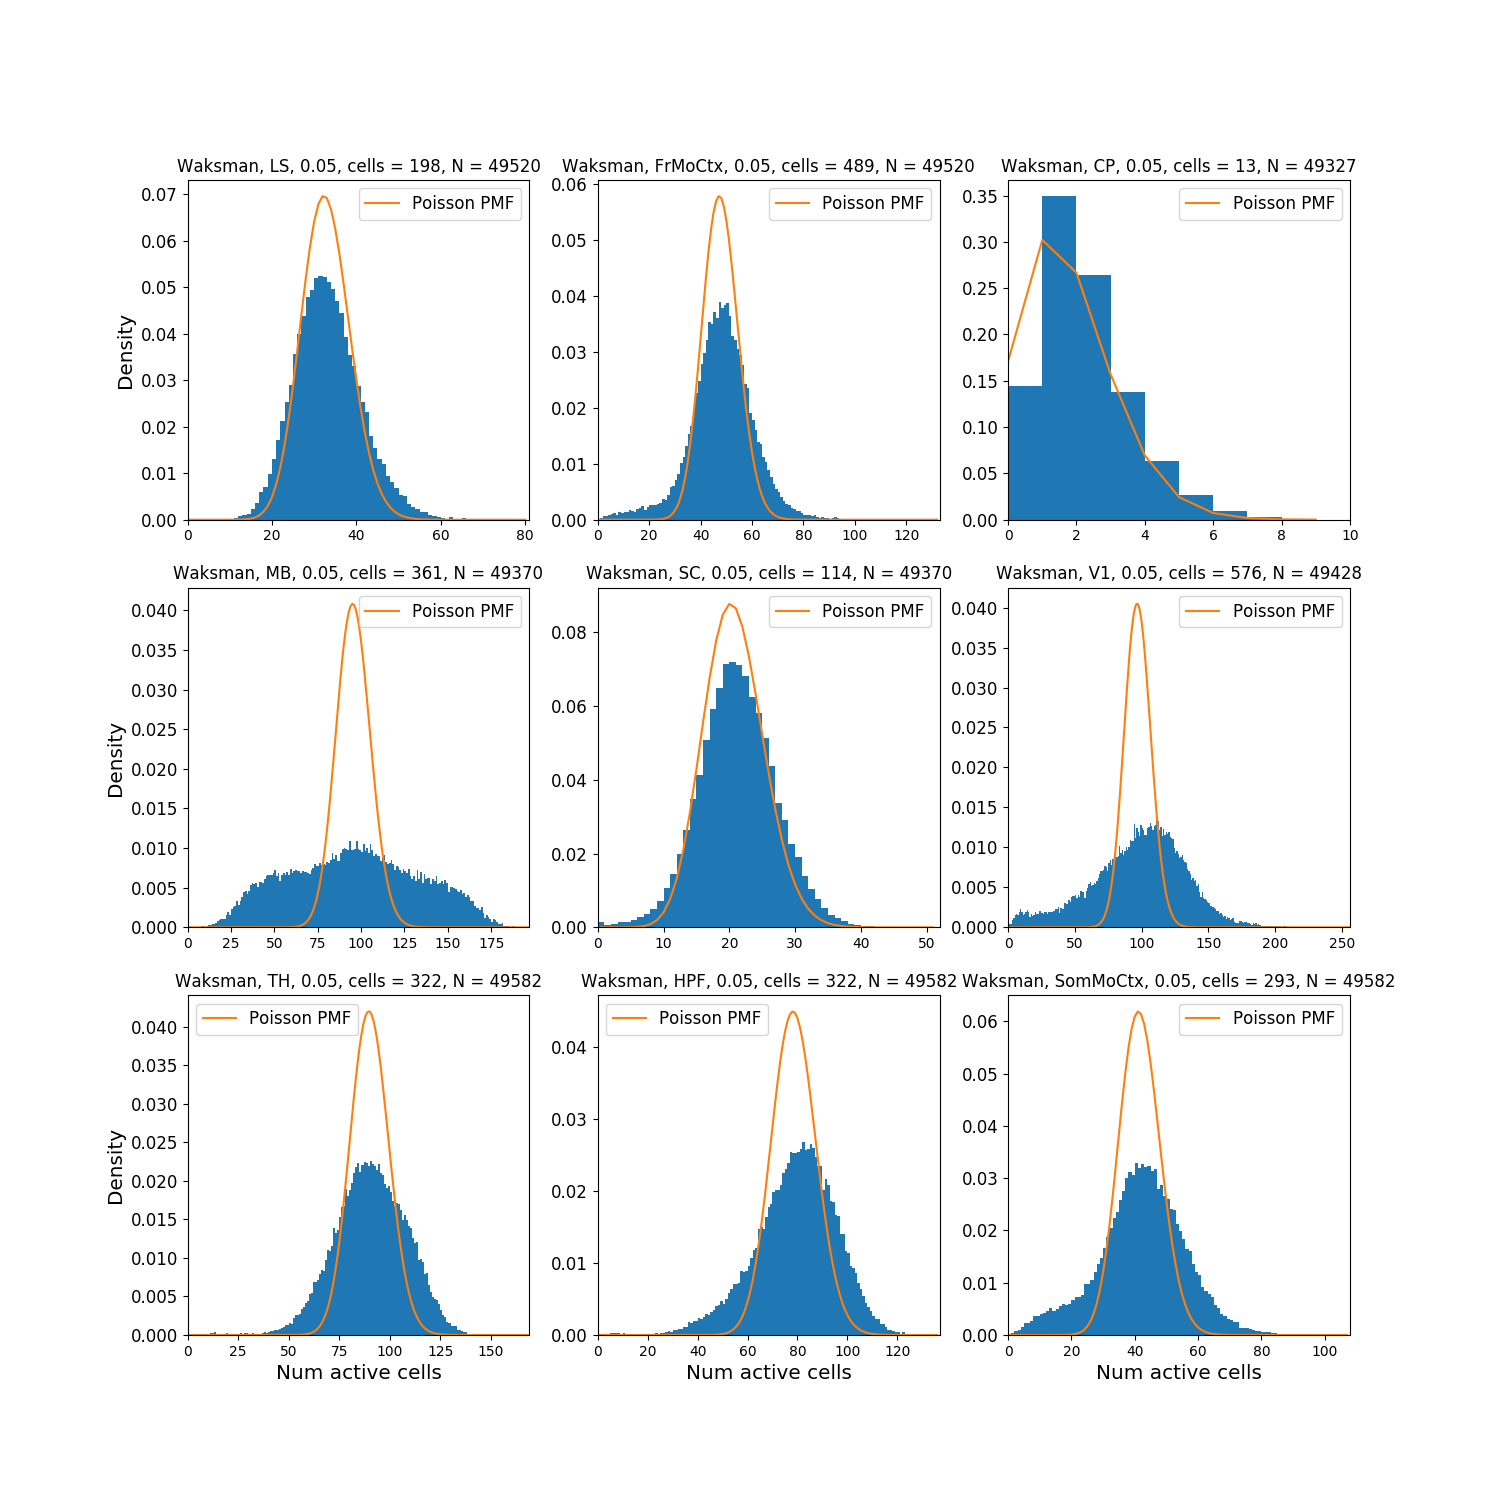 Waksman, LS, 0.05, cells = 198, N = 49520
Waksman, FrMoCtx, 0.05, cells = 489, N = 49520
Waksman, CP, 0.05, cells = 13, N = 49327
Density
0.07
0.06
0.05
0.04
0.03
0.02
0.01
0.00
0 20 40 60 80
Poisson PMF
0.06
0.05
0.04
0.03
0.02
0.01
0.00
0 20 40 60 80 100 120
Poisson PMF
0.35
0.30
0.25
0.20
0.15
0.10
0.05
0.00
0 2 4 6 8 10
Poisson PMF
Waksman, MB, 0.05, cells = 361, N = 49370
Waksman, SC, 0.05, cells = 114, N = 49370
Waksman, V1, 0.05, cells = 576, N = 49428
Density
0.040
0.035
0.030
0.025
0.020
0.015
0.010
0.005
0.000
0 25 50 75 100 125 150 175
Poisson PMF
0.08
0.06
0.04
0.02
0.00
0 10 20 30 40 50
Poisson PMF
0.040
0.035
0.030
0.025
0.020
0.015
0.010
0.005
0.000
0 50 100 150 200 250
Poisson PMF
Waksman, TH, 0.05, cells = 322, N = 49582
Waksman, HPF, 0.05, cells = 322, N = 49582
Waksman, SomMoCtx, 0.05, cells = 293, N = 49582
Density
0.040
0.035
0.030
0.025
0.020
0.015
0.010
0.005
0.000
0 25 50 75 100 125 150
Poisson PMF
Num active cells
0.04
0.03
0.02
0.01
0.00
0 20 40 60 80 100 120
Poisson PMF
Num active cells
0.06
0.05
0.04
0.03
0.02
0.01
0.00
0 20 40 60 80 100
Poisson PMF
Num active cells